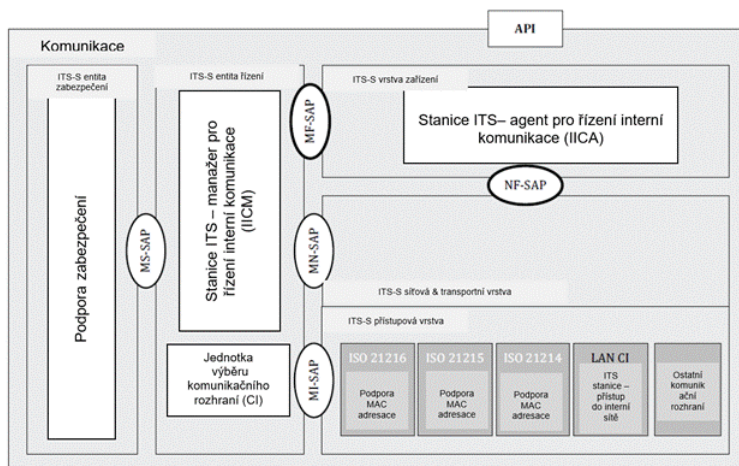 API
Komunikace
ITS-S entita
zabezpečení
Podpora zabezpečení
MS-SAP
ITS-S entita řízení
Stanice ITS – manažer pro
řízení interní komunikace
(IICM)
Jednotka
výběru
komunikačního
rozhraní (CI)
MF-SAP
MN-SAP
MI-SAP
ITS-S vrstva zařízení
Stanice ITS– agent pro řízení interní
komunikace (IICA)
NF-SAP
ITS-S síťová & transportní vrstva
ITS-S přístupová vrstva
ISO 21216
Podpora
MAC
adresace
ISO 21215
Podpora
MAC
adresace
ISO 21214
Podpora
MAC
adresace
LAN CI
ITS
stanice –
přístup
do interní
sítě
Ostatní
komunik
ační
rozhraní